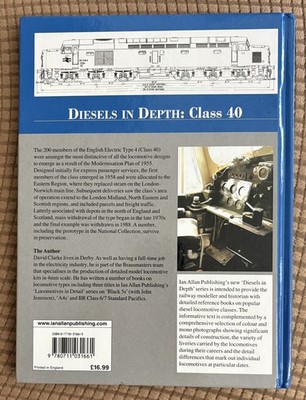 DIESELS IN DEPTH: CLASS 40
The 200 members of the English Electric Type 4 (Class 40)
were amongst the most distinctive of all the locomotive designs
to emerge as a result of the Modernisation Plan of 1955.
Designed initially for express passenger services, the first
members of the class emerged in 1958 and were allocated to the
Eastern Region, where they replaced steam on the London-
Norwich main line. Subsequent deliveries saw the class's area
of operation extend to the London Midland, North Eastern and
Scottish regions, and included parcels and freight traffic.
Latterly associated with depots in the north of England and
Scotland, mass withdrawal of the type began in the late 1970s
and the final example was withdrawn in 1988. A number,
including the prototype in the National Collection, survive
in preservation.
The Author
David Clarke lives in Derby. As well as having a full-time job in
the electricity industry, he is part of the Brassmasters team
that specialises in the production of detailed model locomotive
kits in 4mm scale. He has written a number of books on
locomotive types including three titles in Ian Allan Publishing's
'Locomotives in Detail' series on 'Black 5s' (with John
Jennison), 'A4s' and BR Class 6/7 Standard Pacifics.
www.ianallanpublishing.com
9 780711 031661
Printed in England
£16.99
Ian Allan Publishing's new 'Diesels in
Depth' series is intended to provide the
railway modeller and historian with
detailed reference books on popular
diesel locomotive classes. The
informative text is complemented by a
comprehensive selection of colour and
mono photographs showing significant
details of construction, the variety of
liveries carried by the locomotives
during their careers and the detail
differences that mark out individual
locomotives at particular dates.